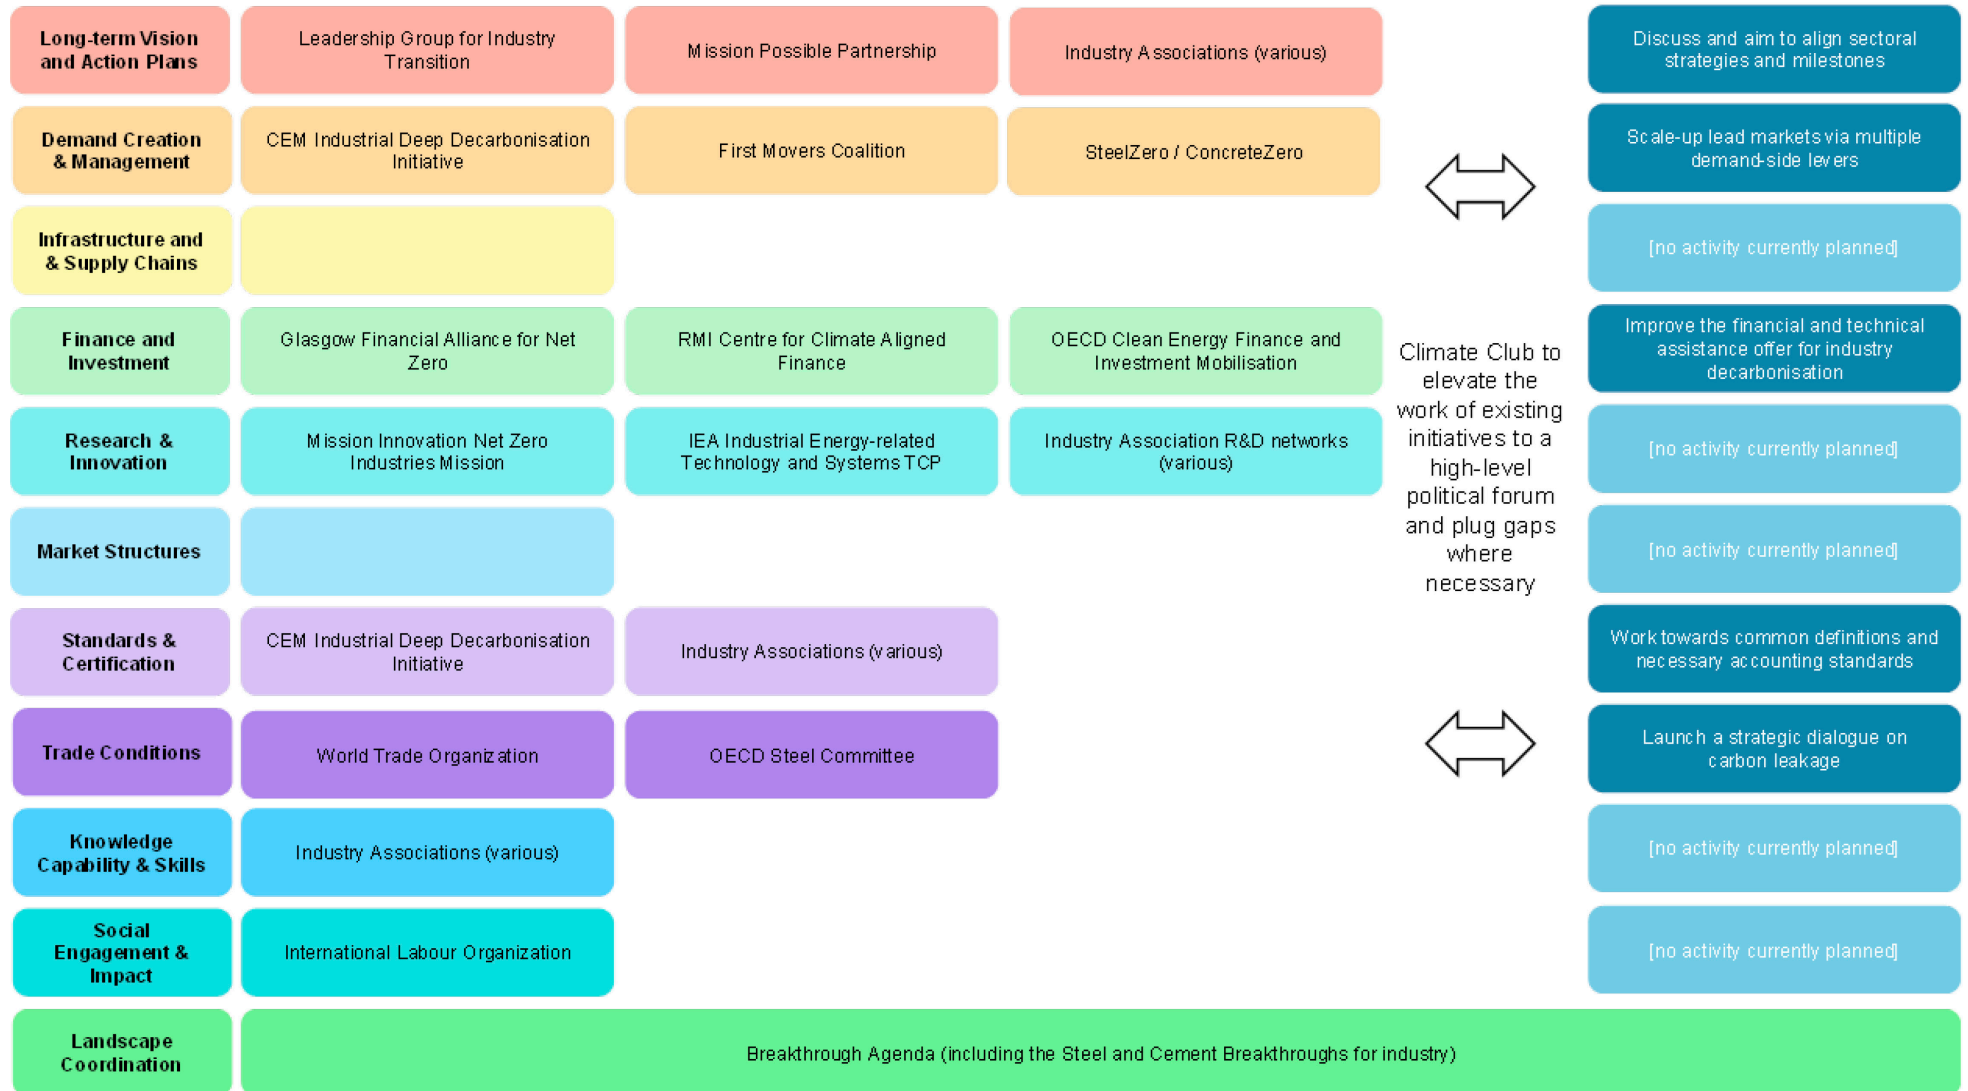 Long-term Vision
and Action Plans
Leadership Group for Industry
Transition
Mission Possible Partnership
Industry Associations (various)
Discuss and aim to align sectoral
strategies and milestones
Demand Creation
& Management
CEM Industrial Deep Decarbonisation
Initiative
First Movers Coalition
SteelZero / ConcreteZero
Scale-up lead markets via multiple
demand-side levers
Infrastructure and
& Supply Chains
[no activity currently planned]
Finance and
Investment
Glasgow Financial Alliance for Net
Zero
RMI Centre for Climate Aligned
Finance
OECD Clean Energy Finance and
Investment Mobilisation
Improve the financial and technical
assistance offer for industry
decarbonisation
Climate Club to
elevate the
work of existing
initiatives to a
high-level
political forum
and plug gaps
where
necessary
Research &
Innovation
Mission Innovation Net Zero
Industries Mission
IEA Industrial Energy-related
Technology and Systems TCP
Industry Association R&D networks
(various)
[no activity currently planned]
Market Structures
[no activity currently planned]
Standards &
Certification
CEM Industrial Deep Decarbonisation
Initiative
Industry Associations (various)
Work towards common definitions and
necessary accounting standards
Trade Conditions
World Trade Organization
OECD Steel Committee
Launch a strategic dialogue on
carbon leakage
Knowledge
Capability & Skills
Industry Associations (various)
[no activity currently planned]
Social
Engagement &
Impact
International Labour Organization
[no activity currently planned]
Landscape
Coordination
Breakthrough Agenda (including the Steel and Cement Breakthroughs for industry)